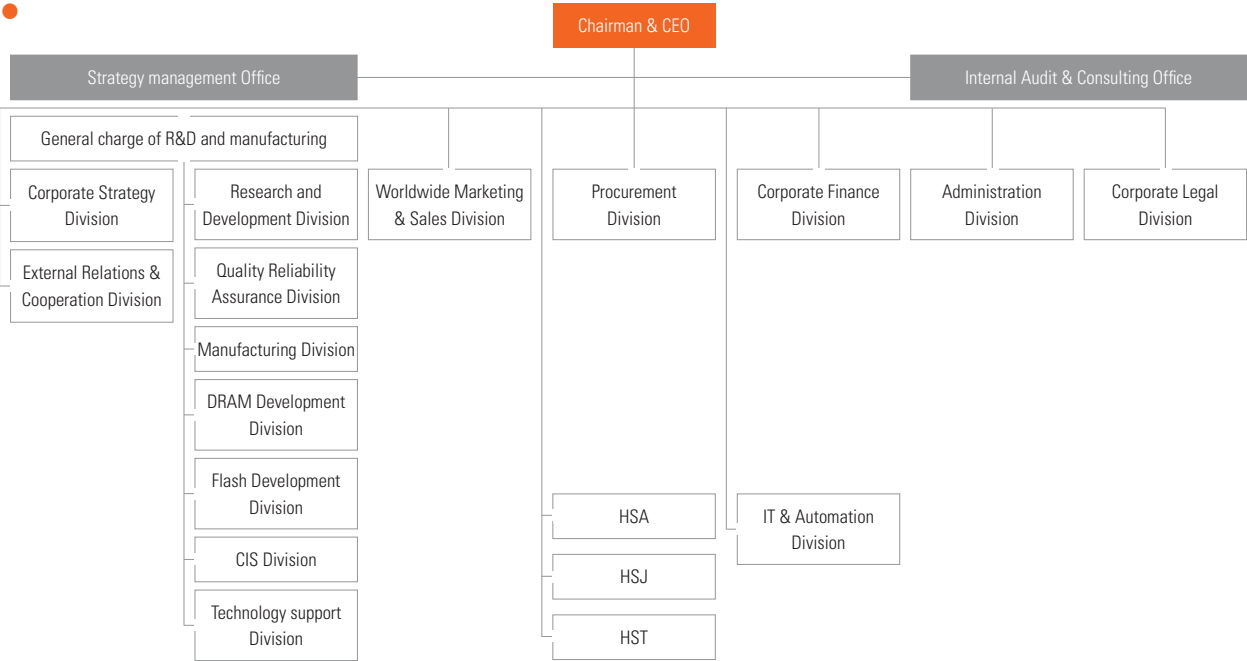 Chairman & CEO
Strategy management Office
Internal Audit & Consulting Office
General charge of R&D and manufacturing
Corporate Strategy
Division
Research and
Development Division
Worldwide Marketing
& Sales Division
Procurement
Division
Corporate Finance
Division
Administration
Division
Corporate Legal
Division
External Relations &
Cooperation Division
Quality Reliability
Assurance Division
Manufacturing Division
DRAM Development
Division
Flash Development
Division
CIS Division
Technology support
Division
HSA
HSJ
HST
IT & Automation
Division